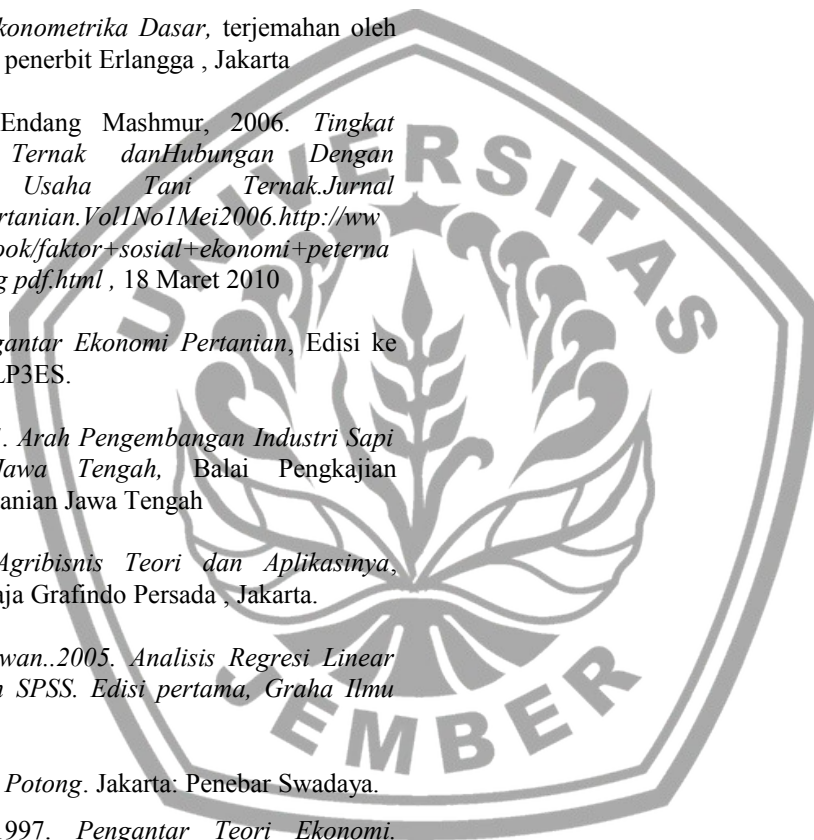 konometrika Dasar, terjemahan oleh
penerbit Erlangga , Jakarta
Endang Mashmur, 2006. Tingkat
Ternak danHubungan Dengan
Usaha Tani Ternak.Jurnal
rtanian.Vol1No1Mei2006.http://ww
ook/faktor+sosial+ekonomi+peterna
g pdf.html , 18 Maret 2010
gantar Ekonomi Pertanian, Edisi ke
LP3ES.
. Arah Pengembangan Industri Sapi
Jawa Tengah, Balai Pengkajian
anian Jawa Tengah
Agribisnis Teori dan Aplikasinya,
aja Grafindo Persada , Jakarta.
wan..2005. Analisis Regresi Linear
n SPSS. Edisi pertama, Graha Ilmu
Potong. Jakarta: Penebar Swadaya.
1997. Pengantar Teori Ekonomi.
UNIVERSITAS
JEMBER